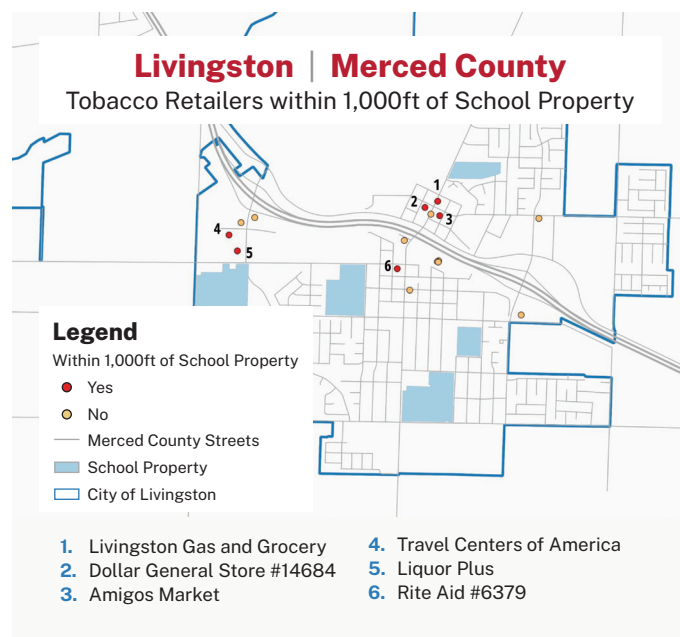 Livingston | Merced County
Tobacco Retailers within 1,000ft of School Property
1
2
3
4
5
6
Legend
Within 1,000ft of School Property
Yes
No
Merced County Streets
School Property
City of Livingston
1. Livingston Gas and Grocery
2. Dollar General Store #14684
3. Amigos Market
4. Travel Centers of America
5. Liquor Plus
6. Rite Aid #6379